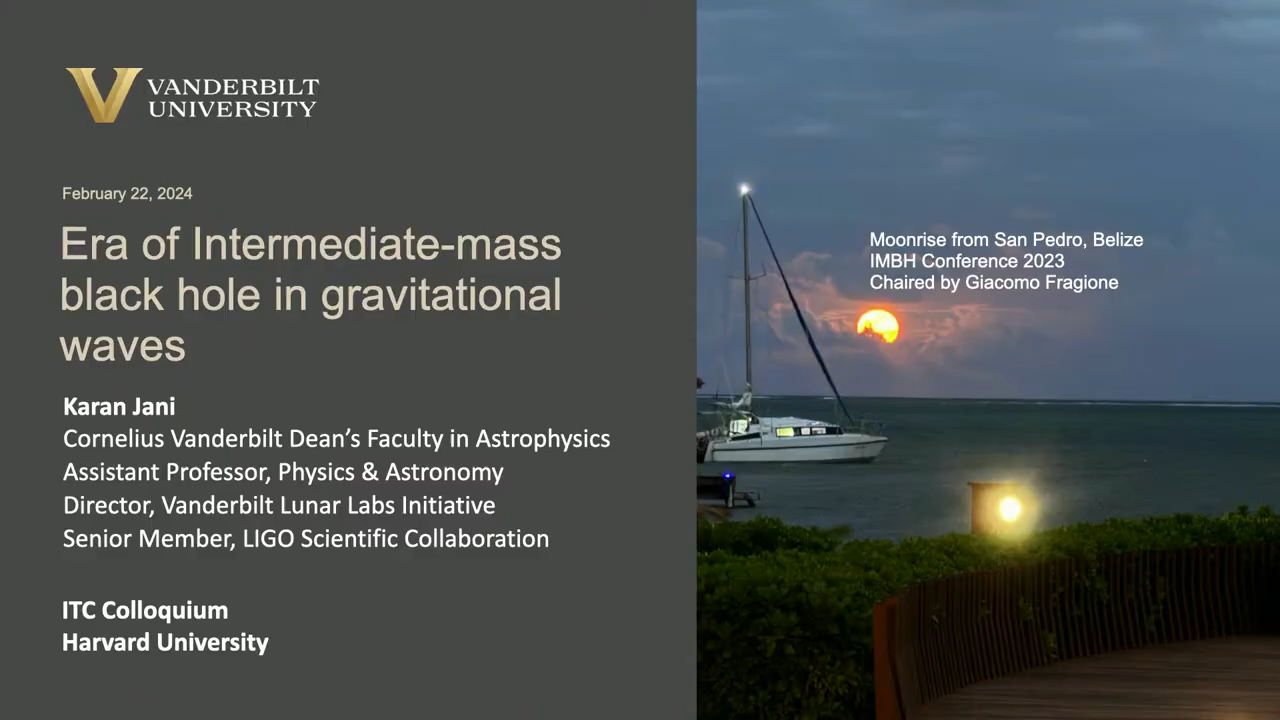 VANDERBILT
UNIVERSITY
February 22, 2024
Era of Intermediate-mass
black hole in gravitational
waves
Karan Jani
Cornelius Vanderbilt Dean’s Faculty in Astrophysics
Assistant Professor, Physics & Astronomy
Director, Vanderbilt Lunar Labs Initiative
Senior Member, LIGO Scientific Collaboration
ITC Colloquium
Harvard University
Moonrise from San Pedro, Belize
IMBH Conference 2023
Chaired by Giacomo Fragione